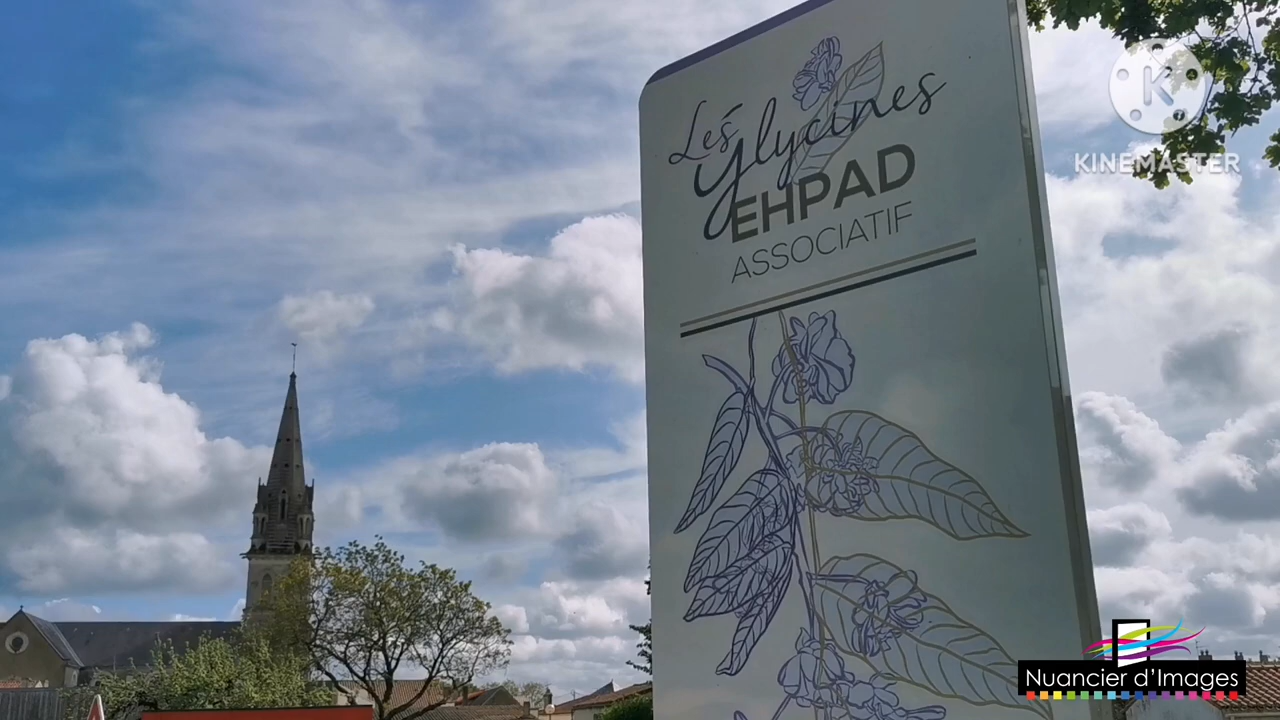 Les Glycines
EHPAD
ASSOCIATIF
K
KINEMASTER
Nuancier d'Images